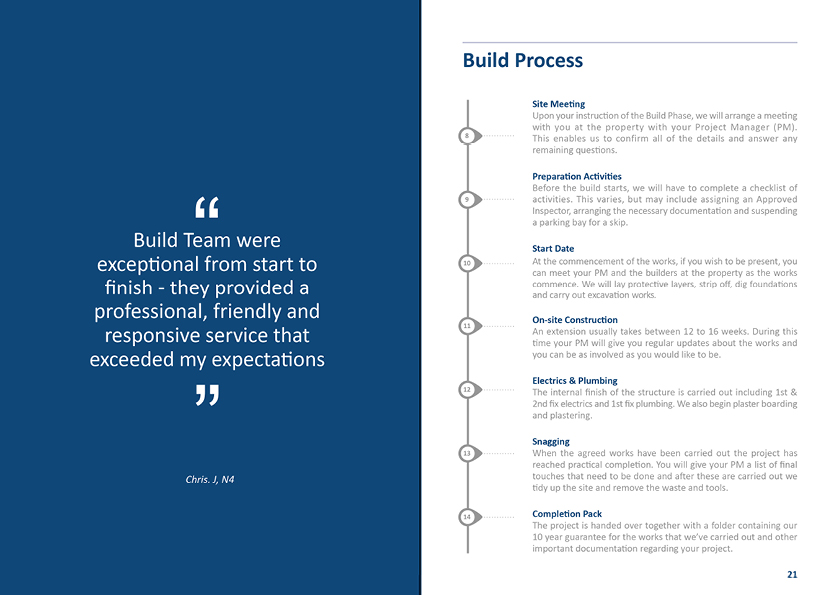 “
Build Team were
exceptional from start to
finish - they provided a
professional, friendly and
responsive service that
exceeded my expectations
”
Chris. J, N4
Build Process
8
Site Meeting
Upon your instruction of the Build Phase, we will arrange a meeting
with you at the property with your Project Manager (PM).
This enables us to confirm all of the details and answer any
remaining questions.
9
Preparation Activities
Before the build starts, we will have to complete a checklist of
activities. This varies, but may include assigning an Approved
Inspector, arranging the necessary documentation and suspending
a parking bay for a skip.
10
Start Date
At the commencement of the works, if you wish to be present, you
can meet your PM and the builders at the property as the works
commence. We will lay protective layers, strip off, dig foundations
and carry out excavation works.
11
On-site Construction
An extension usually takes between 12 to 16 weeks. During this
time your PM will give you regular updates about the works and
you can be as involved as you would like to be.
12
Electrics & Plumbing
The internal finish of the structure is carried out including 1st &
2nd fix electrics and 1st fix plumbing. We also begin plaster boarding
and plastering.
13
Snagging
When the agreed works have been carried out the project has
reached practical completion. You will give your PM a list of final
touches that need to be done and after these are carried out we
tidy up the site and remove the waste and tools.
14
Completion Pack
The project is handed over together with a folder containing our
10 year guarantee for the works that we’ve carried out and other
important documentation regarding your project.
21